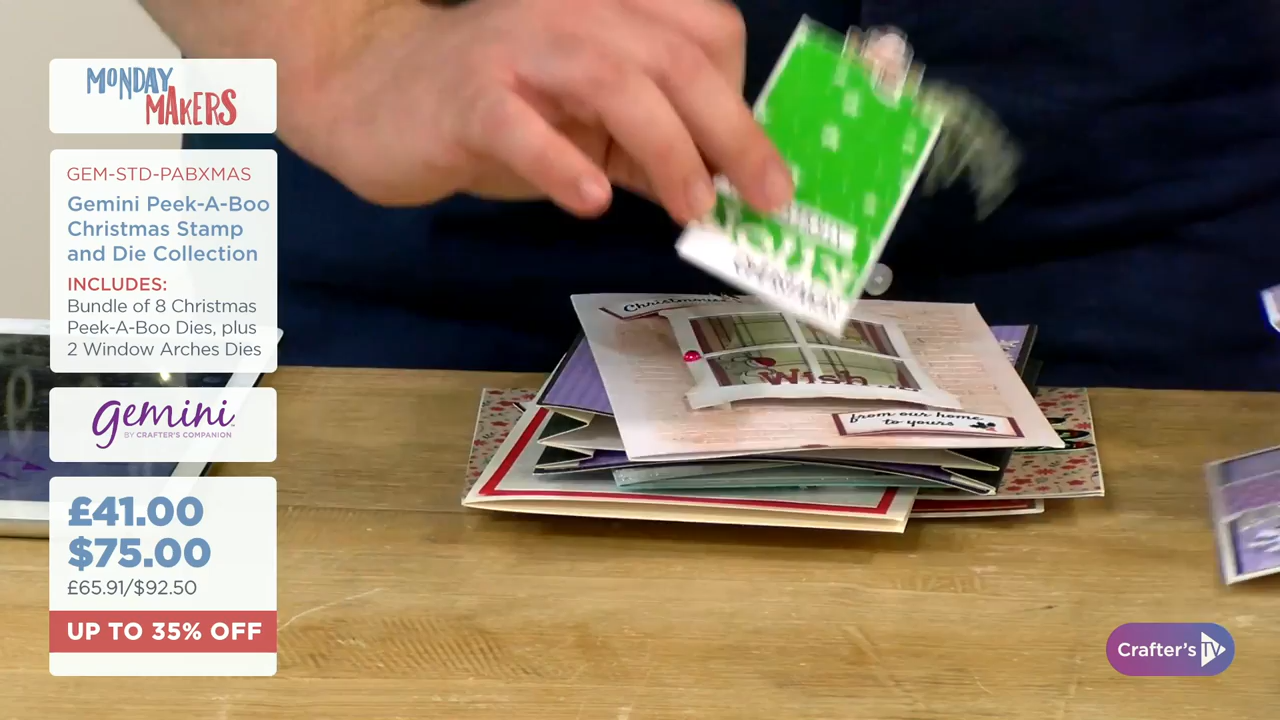 MONDAY
MAKERS
GEM-STD-PABXMAS
Gemini Peek-A-Boo
Christmas Stamp
and Die Collection
INCLUDES:
Bundle of 8 Christmas
Peek-A-Boo Dies, plus
2 Window Arches Dies
gemini
BY CRAFTER'S COMPANION
£41.00
$75.00
£65.91/$92.50
UP TO 35% OFF
Wish
from our home
to yours
Crafter's TV